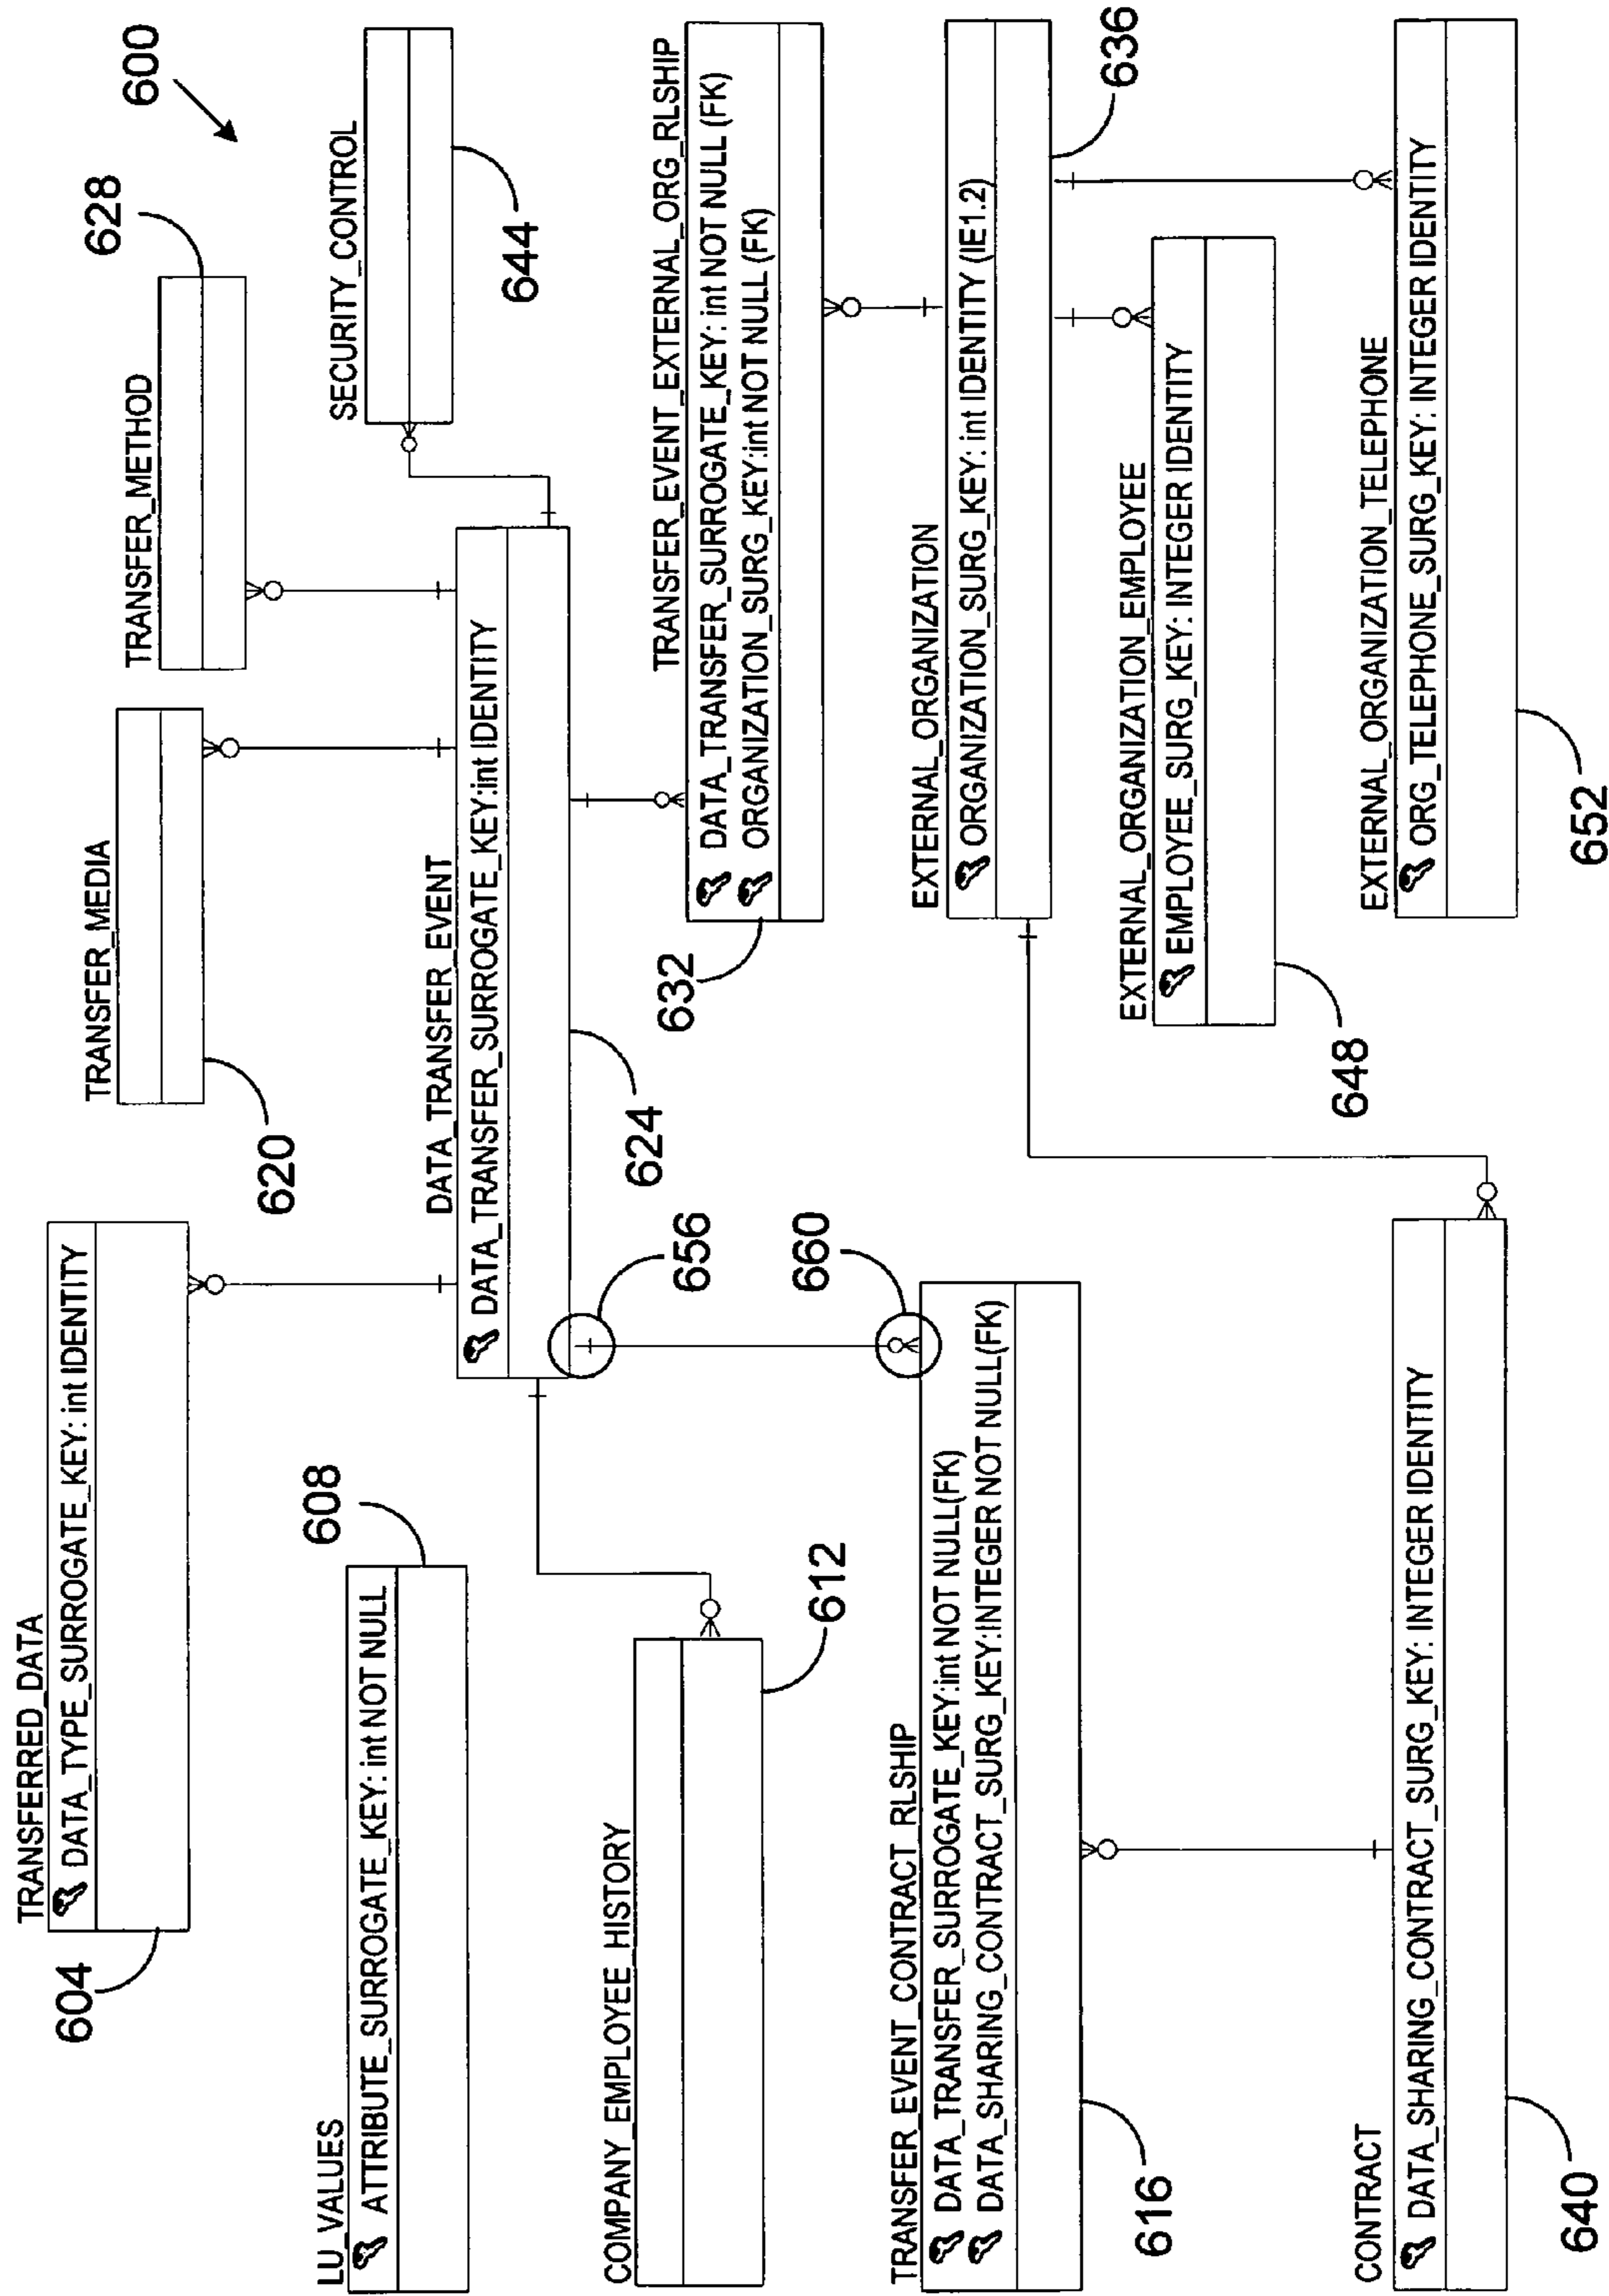 600
TRANSFERRED_DATA
DATA_TYPE_SURROGATE_KEY: int IDENTITY
604
TRANSFER_MEDIA
620
TRANSFER_METHOD
628
LU_VALUES
ATTRIBUTE_SURROGATE_KEY: int NOT NULL
608
SECURITY_CONTROL
644
DATA_TRANSFER_EVENT
DATA_TRANSFER_SURROGATE_KEY:int IDENTITY
624
COMPANY_EMPLOYEE_HISTORY
612
656
660
TRANSFER_EVENT_EXTERNAL_ORG_RLSHIP
DATA_TRANSFER_SURROGATE_KEY: int NOT NULL (FK)
ORGANIZATION_SURG_KEY:int NOT NULL (FK)
632
TRANSFER_EVENT_CONTRACT_RLSHIP
DATA_TRANSFER_SURROGATE_KEY:int NOT NULL(FK)
DATA_SHARING_CONTRACT_SURG_KEY:INTEGER NOT NULL(FK)
616
EXTERNAL_ORGANIZATION
ORGANIZATION_SURG_KEY: int IDENTITY (IE1.2)
636
EXTERNAL_ORGANIZATION_EMPLOYEE
EMPLOYEE_SURG_KEY: INTEGER IDENTITY
648
CONTRACT
DATA_SHARING_CONTRACT_SURG_KEY: INTEGER IDENTITY
640
EXTERNAL_ORGANIZATION_TELEPHONE
ORG_TELEPHONE_SURG_KEY: INTEGER IDENTITY
652